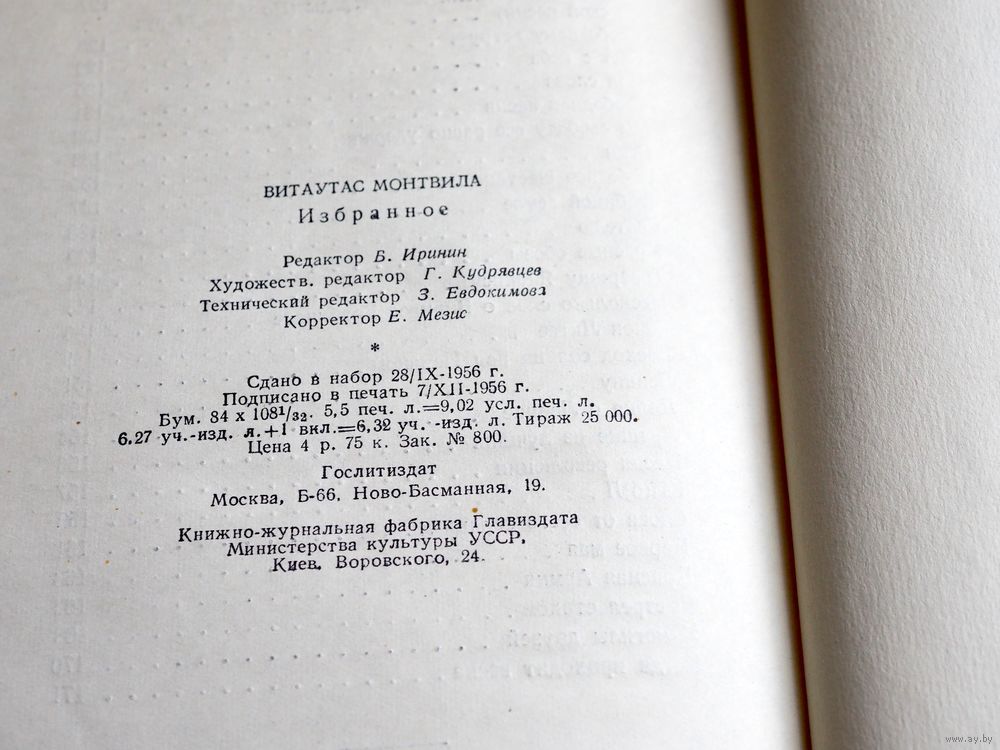 ВИТАУТАС МОНТВИЛА
Избранное
Редактор Б. Иринин
Художеств. редактор Г. Кудрявцев
Технический редактор З. Евдокимова
Корректор Е. Мезис
*
Сдано в набор 28/IX-1956 г.
Подписано в печать 7/XII-1956 г.
Бум. 84 х 108¹/₃₂. 5,5 печ. л.=9,02 усл. печ. л.
6.27 уч.-изд. л.+1 вкл.=6,32 уч. -изд. л. Тираж 25 000.
Цена 4 р. 75 к. Зак. № 800.
Гослитиздат
Москва, Б-66. Ново-Басманная, 19.
Книжно-журнальная фабрика Главиздата
Министерства культуры УССР,
Киев, Воровского, 24.
www.ay.by